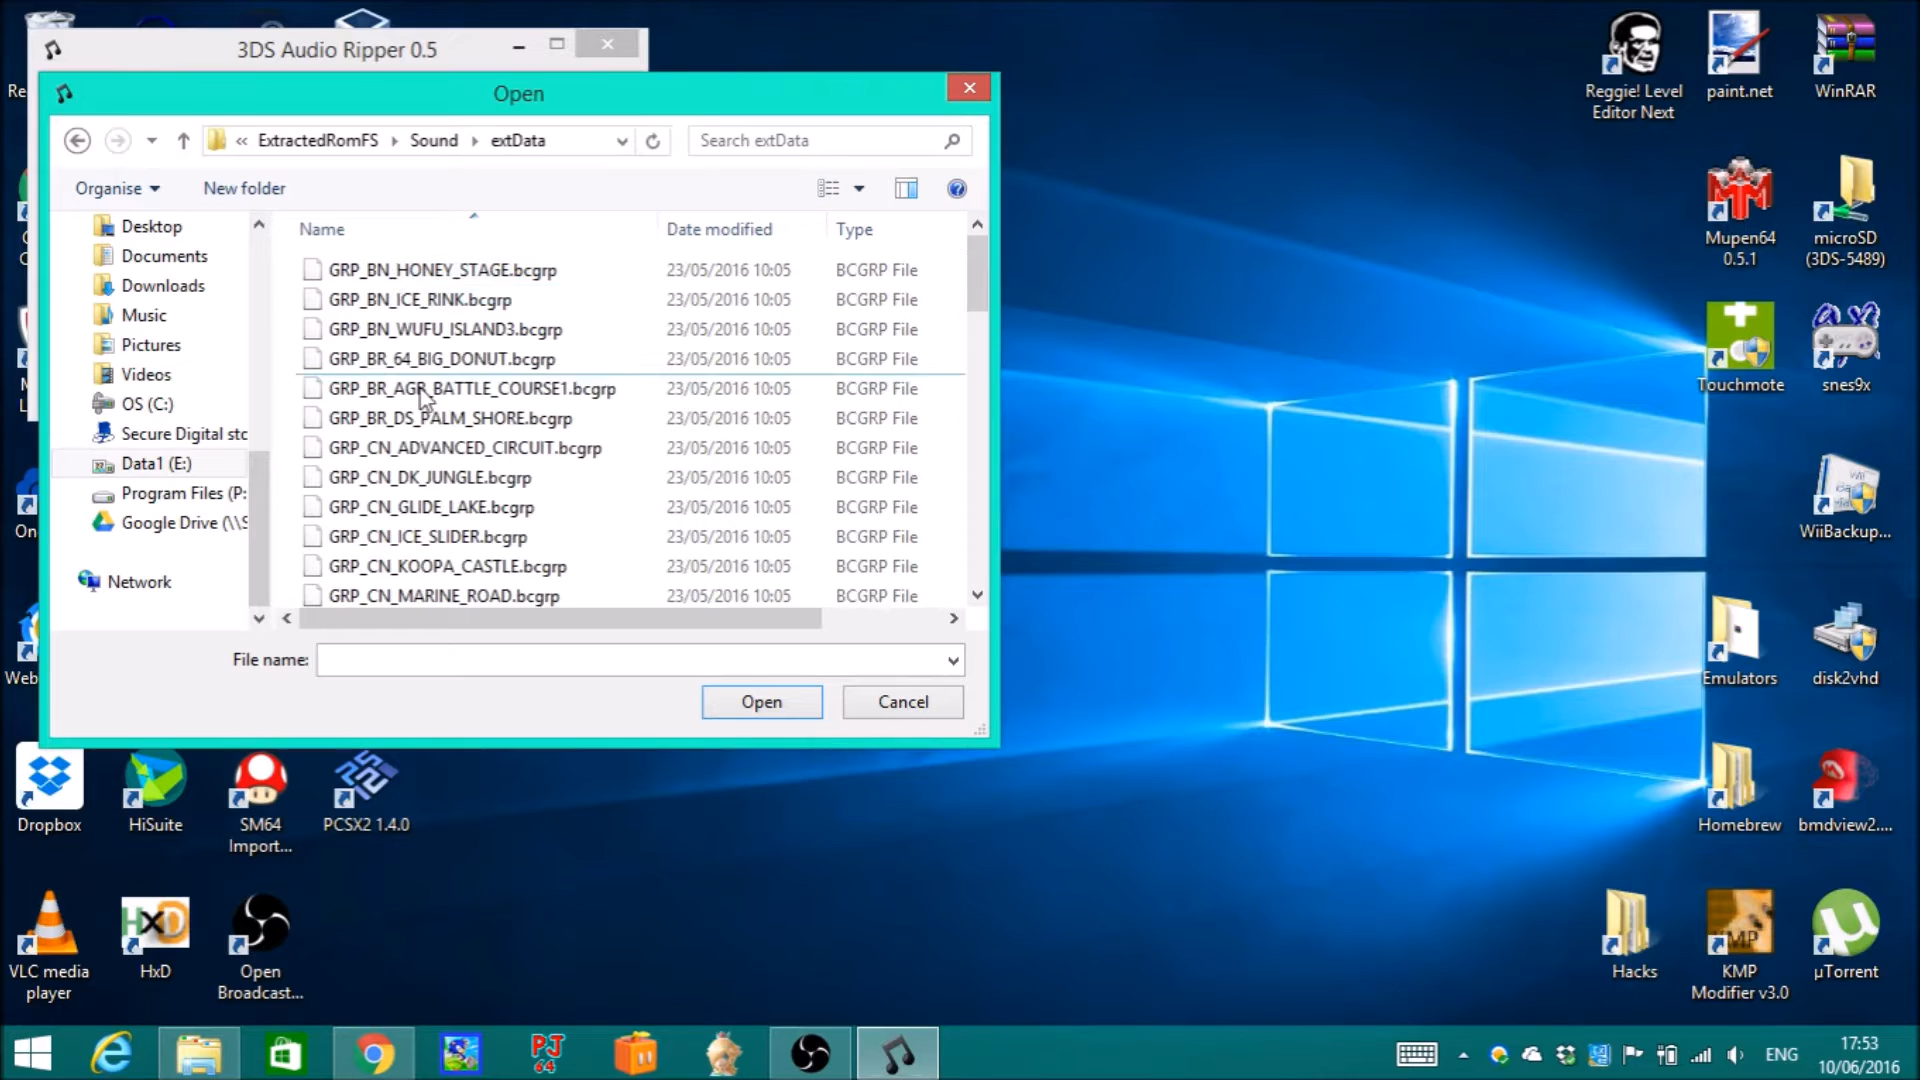 3DS Audio Ripper 0.5
Open
« ExtractedRomFS Sound extData
Search extData
Organise
New folder
Desktop
Documents
Downloads
Music
Pictures
Videos
OS (C:)
Secure Digital stc
Data1 (E:)
Program Files (P:
Google Drive (\\S
Network
Name Date modified Type
GRP_BN_HONEY_STAGE.bcgrp 23/05/2016 10:05 BCGRP File
GRP_BN_ICE_RINK.bcgrp 23/05/2016 10:05 BCGRP File
GRP_BN_WUFU_ISLAND3.bcgrp 23/05/2016 10:05 BCGRP File
GRP_BR_64_BIG_DONUT.bcgrp 23/05/2016 10:05 BCGRP File
GRP_BR_AGR_BATTLE_COURSE1.bcgrp 23/05/2016 10:05 BCGRP File
GRP_BR_DS_PALM_SHORE.bcgrp 23/05/2016 10:05 BCGRP File
GRP_CN_ADVANCED_CIRCUIT.bcgrp 23/05/2016 10:05 BCGRP File
GRP_CN_DK_JUNGLE.bcgrp 23/05/2016 10:05 BCGRP File
GRP_CN_GLIDE_LAKE.bcgrp 23/05/2016 10:05 BCGRP File
GRP_CN_ICE_SLIDER.bcgrp 23/05/2016 10:05 BCGRP File
GRP_CN_KOOPA_CASTLE.bcgrp 23/05/2016 10:05 BCGRP File
GRP_CN_MARINE_ROAD.bcgrp 23/05/2016 10:05 BCGRP File
File name:
Open
Cancel
Re
On
Web
Reggie! Level
Editor Next
paint.net
WinRAR
Mupen64
0.5.1
microSD
(3DS-5489)
Touchmote
snes9x
WiiBackup...
Emulators
disk2vhd
Homebrew
bmdview2....
Hacks
KMP
Modifier v3.0
µTorrent
Dropbox
HiSuite
SM64
Import...
PCSX2 1.4.0
VLC media
player
HxD
HxD
Open
Broadcast...
PJ
64
ENG
17:53
10/06/2016